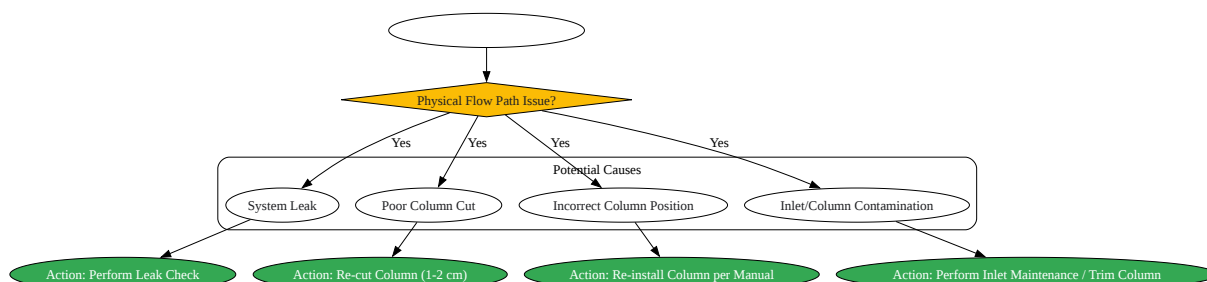 Physical Flow Path Issue?
Yes
Yes
Yes
Yes
Potential Causes
System Leak
Poor Column Cut
Incorrect Column Position
Inlet/Column Contamination
Action: Perform Leak Check
Action: Re-cut Column (1-2 cm)
Action: Re-install Column per Manual
Action: Perform Inlet Maintenance / Trim Column